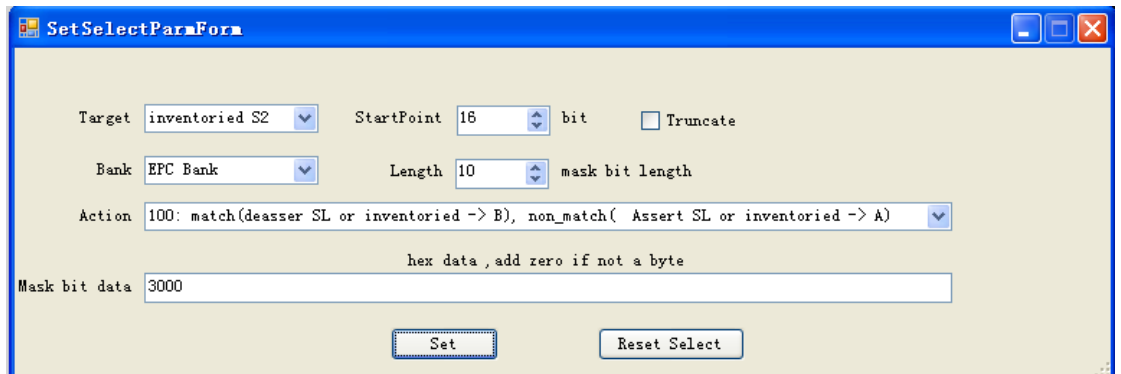 SetSelectParmForm
Target inventoried S2 StartPoint 16 bit Truncate
Bank EPC Bank Length 10 mask bit length
Action 100: match(deasser SL or inventoried -> B), non_match( Assert SL or inventoried -> A)
hex data ,add zero if not a byte
Mask bit data 3000
Set Reset Select